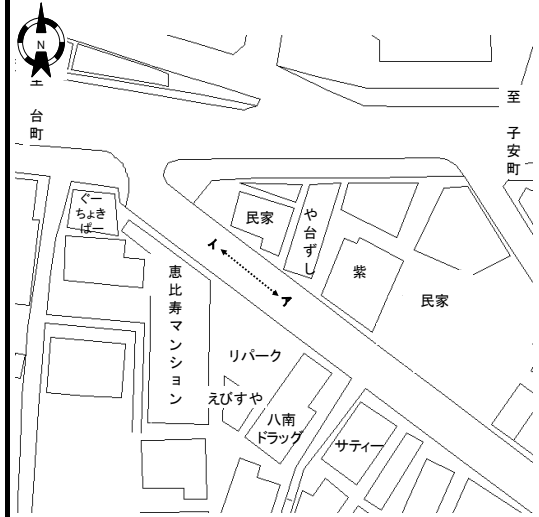 N
至
台
町
至
子
安
町
ぐー
ちょき
ぱー
民家
や台ずし
紫
民家
イ
ア
恵比寿マンション
リパーク
えびすや
八南
ドラッグ
サティー